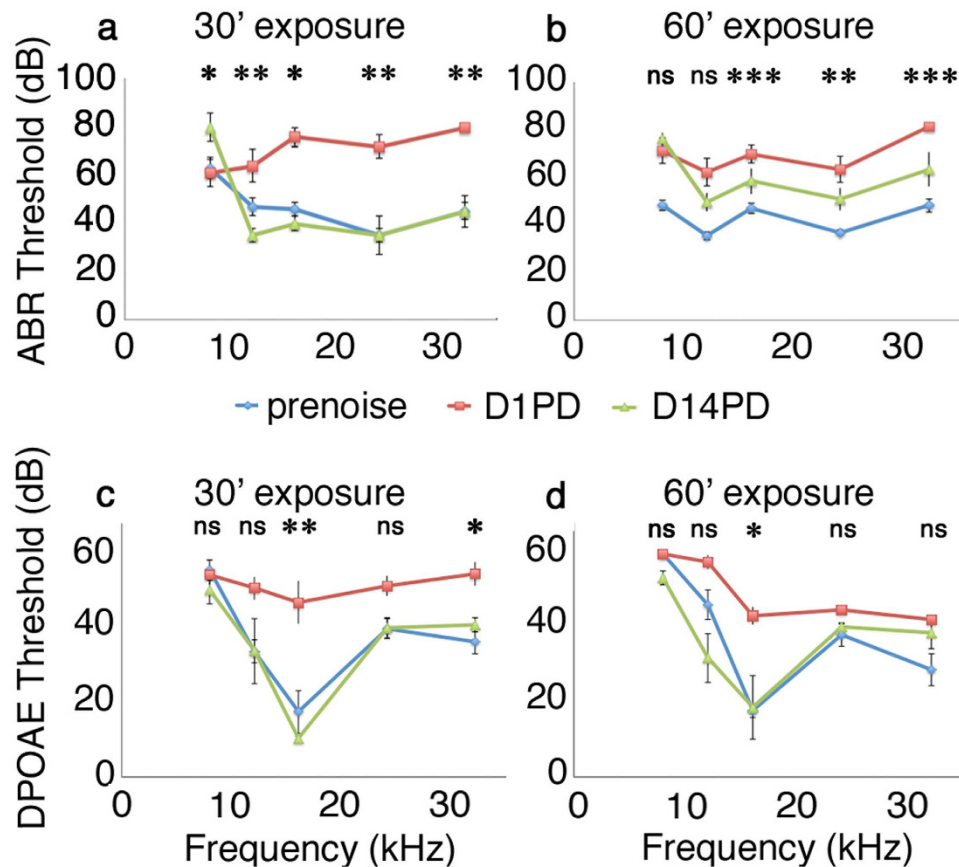 a 30' exposure
* ** * ** **
ABR Threshold (dB)
100
80
60
40
20
0
0 10 20 30
b 60' exposure
ns ns *** ** ***
100
80
60
40
20
0
0 10 20 30
prenoise D1PD D14PD
c 30' exposure
ns ns ** ns *
DPOAE Threshold (dB)
60
40
20
0
0 10 20 30
Frequency (kHz)
d 60' exposure
ns ns * ns ns
60
40
20
0
0 10 20 30
Frequency (kHz)